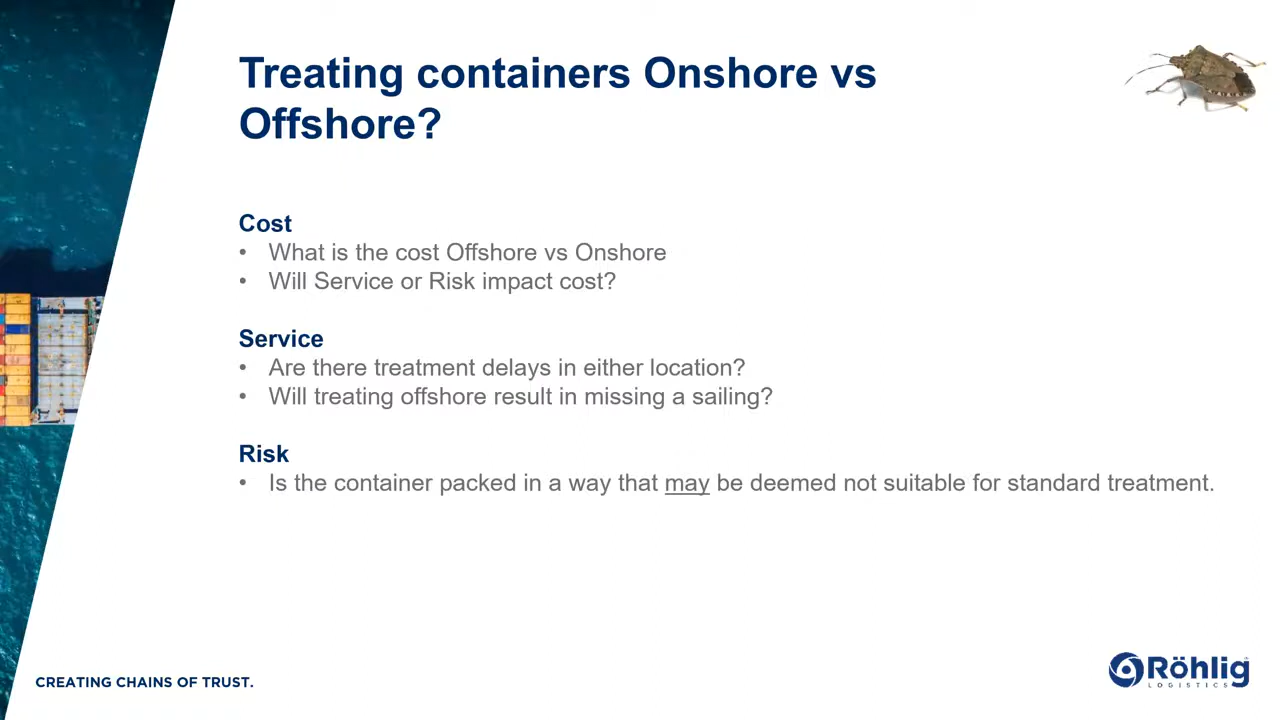 Treating containers Onshore vs
Offshore?
Cost
• What is the cost Offshore vs Onshore
• Will Service or Risk impact cost?
Service
• Are there treatment delays in either location?
• Will treating offshore result in missing a sailing?
Risk
• Is the container packed in a way that may be deemed not suitable for standard treatment.
CREATING CHAINS OF TRUST.
Röhlig
LOGISTICS